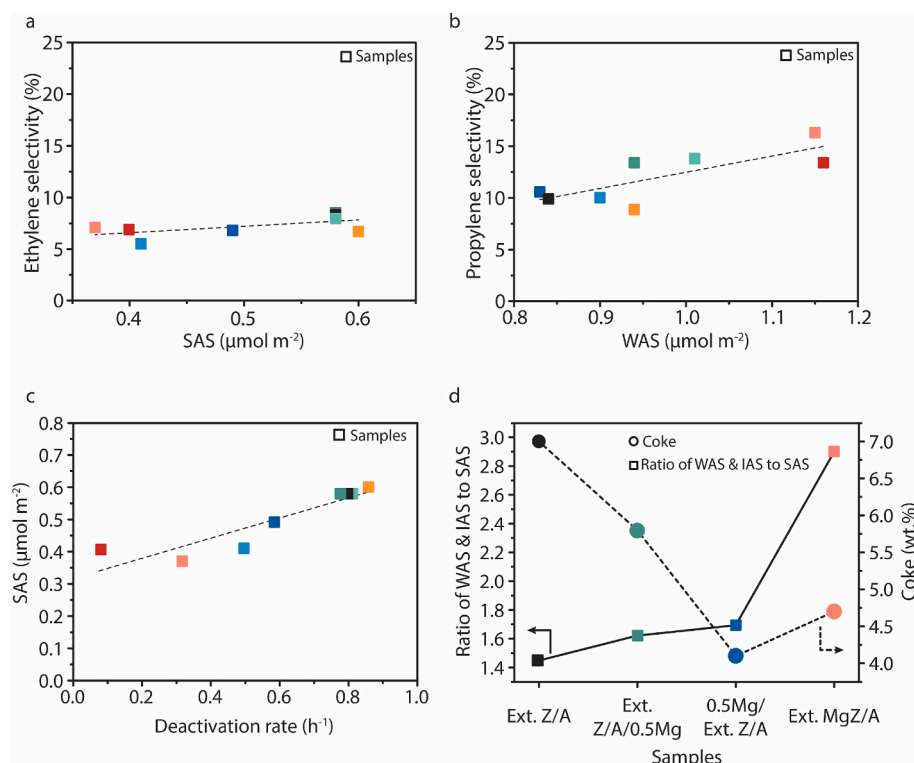 a
Samples
Ethylene selectivity (%)
25
20
15
10
5
0
0.4 0.5 0.6
SAS (µmol m⁻²)
b
Samples
Propylene selectivity (%)
25
20
15
10
5
0
0.8 0.9 1.0 1.1 1.2
WAS (µmol m⁻²)
c
Samples
SAS (µmol m⁻²)
0.8
0.7
0.6
0.5
0.4
0.3
0.2
0.1
0.0
0.0 0.2 0.4 0.6 0.8 1.0
Deactivation rate (h⁻¹)
d
Coke
Ratio of WAS & IAS to SAS
Ratio of WAS & IAS to SAS
3.0
2.8
2.6
2.4
2.2
2.0
1.8
1.6
1.4
7.0
6.5
6.0
5.5
5.0
4.5
4.0
Coke (wt.%)
Ext. Z/A
Ext.
Z/A/0.5Mg
0.5Mg/
Ext. Z/A
Ext. MgZ/A
Samples